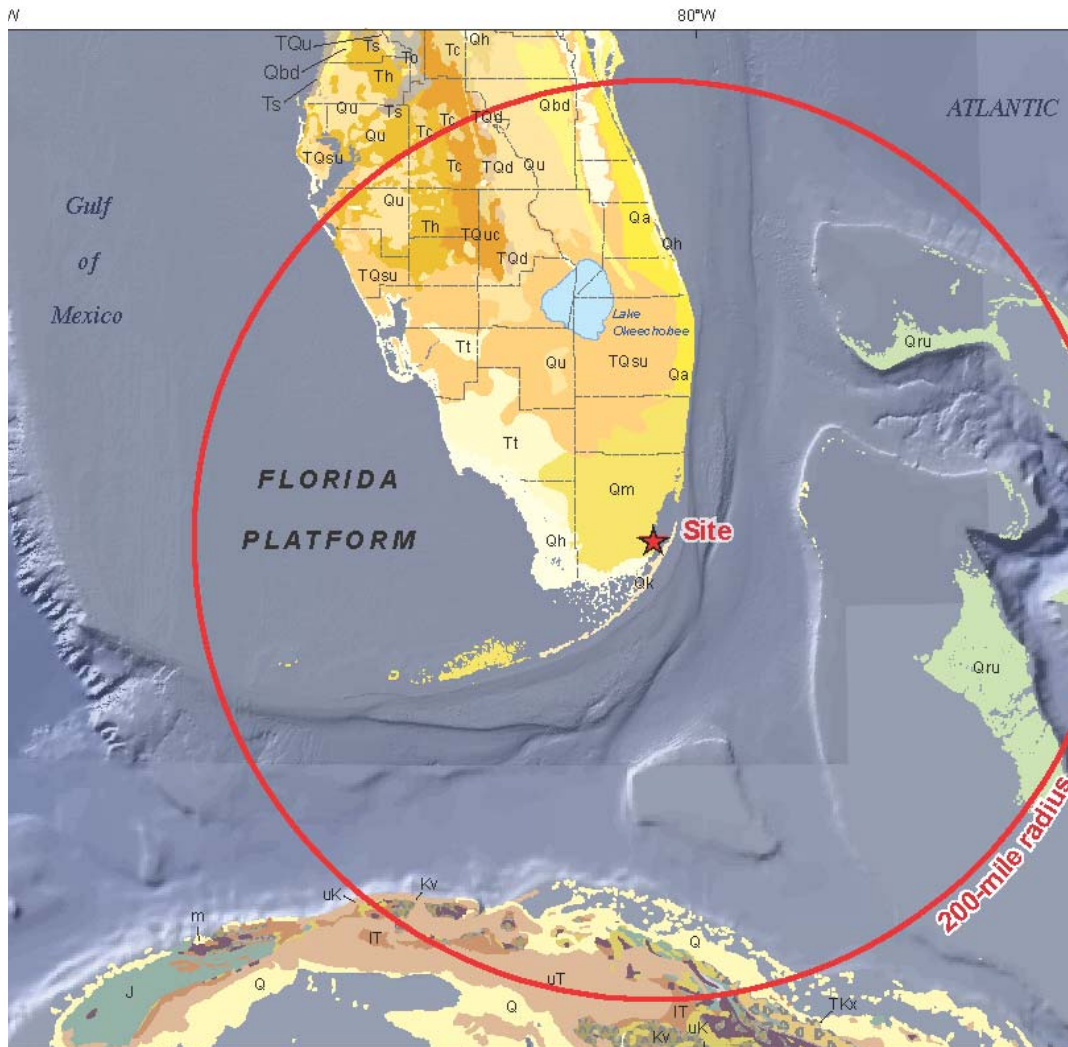 W
80°W
TQu
Qbd
Ts
Ts
To
Th
Tc
Qh
Qbd
ATLANTIC
Qu
Ts
Qu
Tc
Tc
TQd
TQsu
Tc
TQd
Qu
Gulf
of
Mexico
Qu
Th
TQuc
Qa
Qh
TQd
TQsu
Lake
Okeechobee
Tt
Qu
TQsu
Qru
Qa
Tt
FLORIDA
PLATFORM
Qm
Site
Qh
Qk
Qru
200-mile radius
m
uK
Kv
lT
Q
J
Q
Q
uT
lT
TKx
Kv
uK